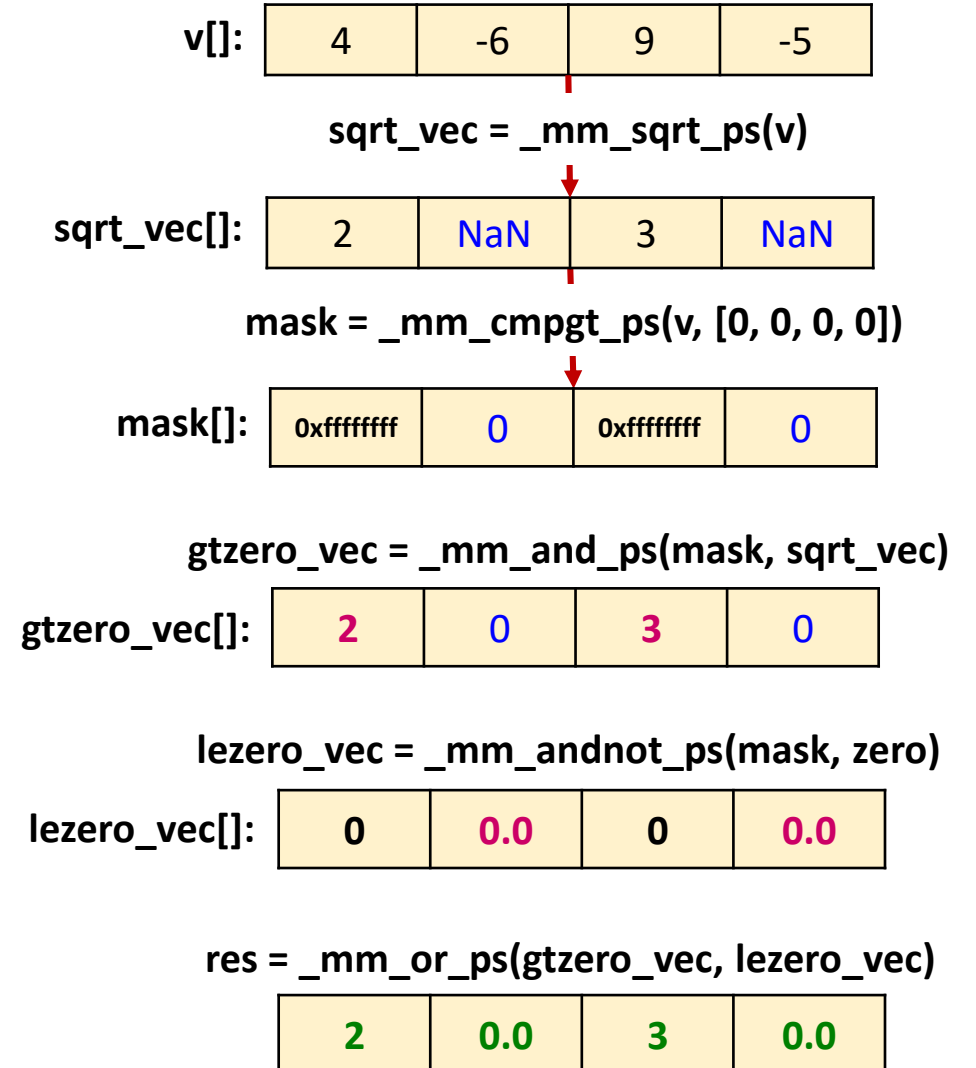 v[]: 4 -6 9 -5
sqrt_vec = _mm_sqrt_ps(v)
sqrt_vec[]: 2 NaN 3 NaN
mask = _mm_cmpgt_ps(v, [0, 0, 0, 0])
mask[]: 0xffffffff 0 0xffffffff 0
gtzero_vec = _mm_and_ps(mask, sqrt_vec)
gtzero_vec[]: 2 0 3 0
lezero_vec = _mm_andnot_ps(mask, zero)
lezero_vec[]: 0 0.0 0 0.0
res = _mm_or_ps(gtzero_vec, lezero_vec)
2 0.0 3 0.0